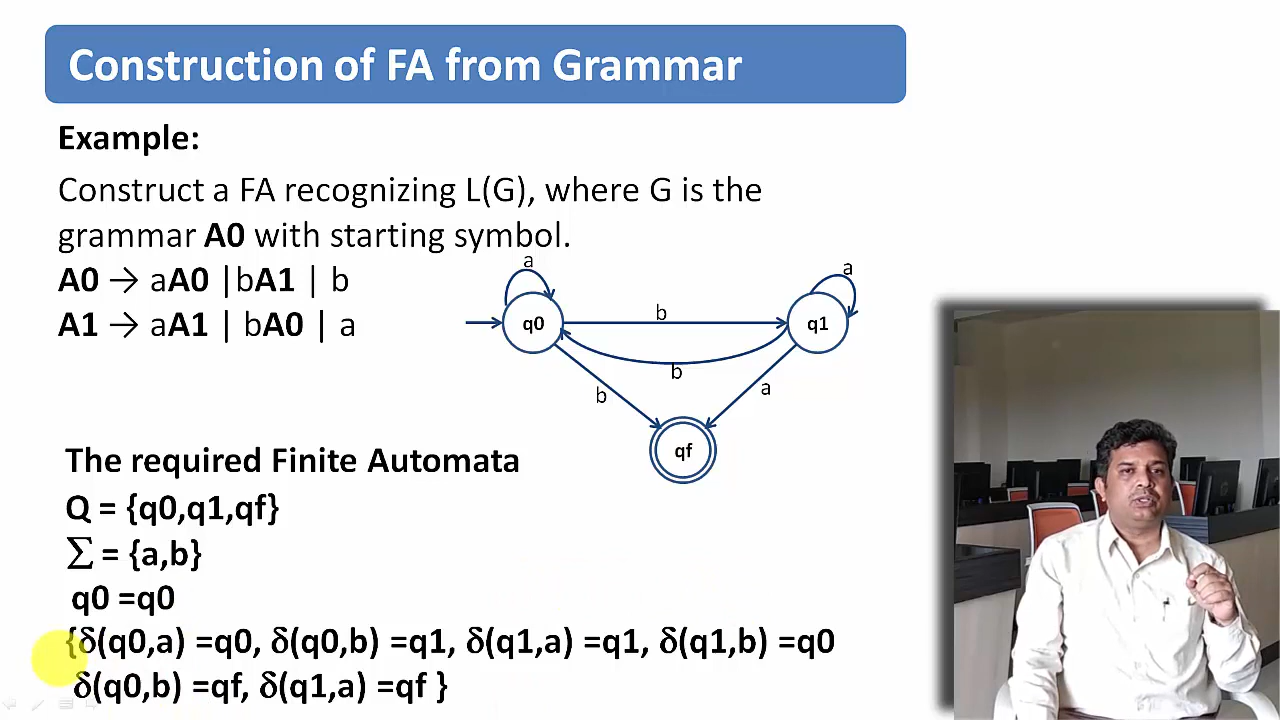 Construction of FA from Grammar
Example:
Construct a FA recognizing L(G), where G is the
grammar A0 with starting symbol.
A0 → aA0 |bA1 | b
A1 → aA1 | bA0 | a
a
a
q0
b
q1
b
b
a
qf
The required Finite Automata
Q = {q0,q1,qf}
∑ = {a,b}
q0 =q0
{δ(q0,a) =q0, δ(q0,b) =q1, δ(q1,a) =q1, δ(q1,b) =q0
δ(q0,b) =qf, δ(q1,a) =qf }